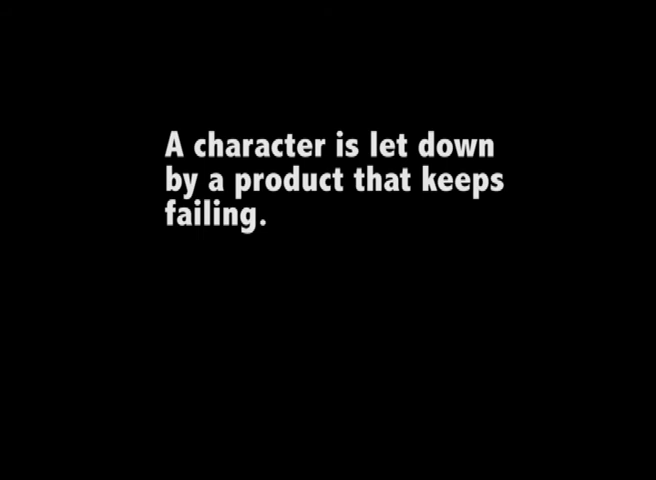 A character is let down
by a product that keeps
failing.